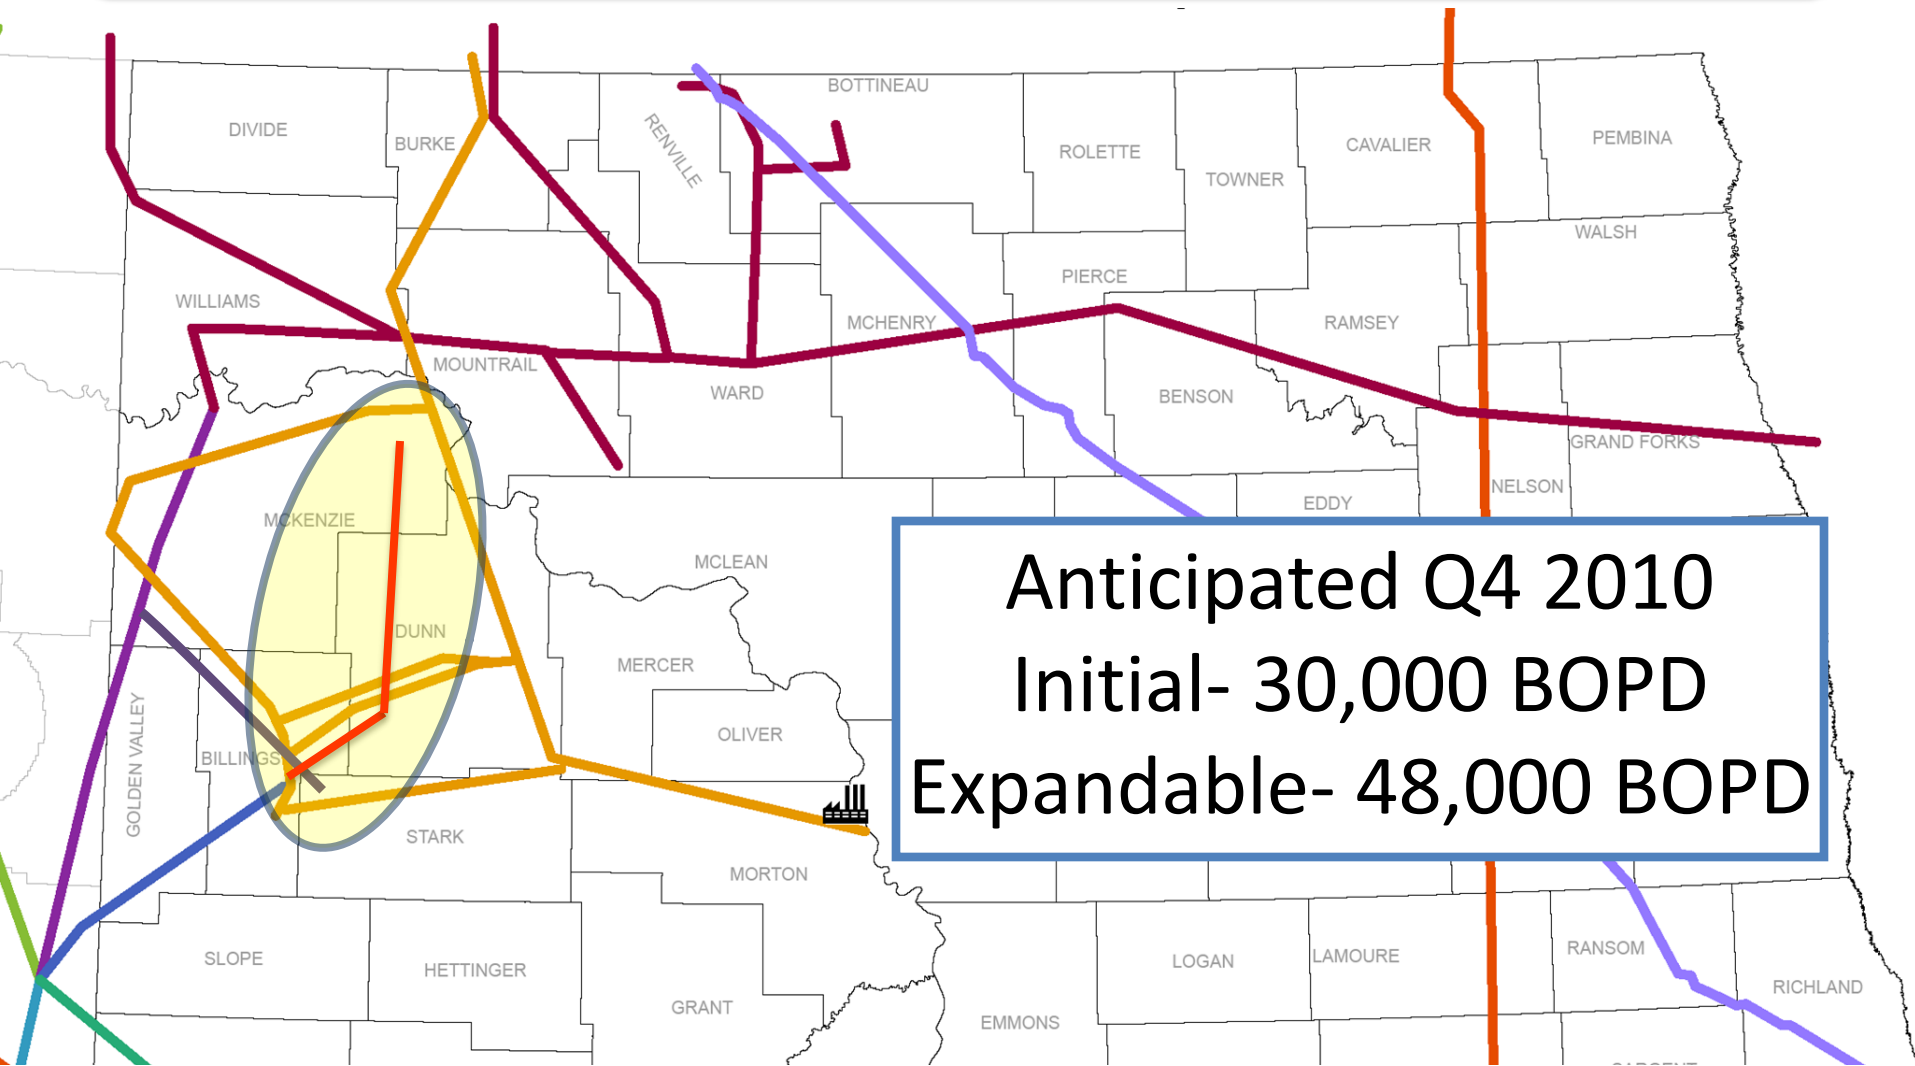 BOTTINEAU
DIVIDE
BURKE
RENVILLE
ROLETTE
TOWNER
CAVALIER
PEMBINA
WALSH
WILLIAMS
PIERCE
MCHENRY
RAMSEY
MOUNTRAIL
WARD
BENSON
GRAND FORKS
NELSON
EDDY
MCKENZIE
MCLEAN
DUNN
MERCER
OLIVER
GOLDEN VALLEY
BILLINGS
STARK
MORTON
Anticipated Q4 2010
Initial- 30,000 BOPD
Expandable- 48,000 BOPD
SLOPE
HETTINGER
GRANT
EMMONS
LOGAN
LAMOURE
RANSOM
RICHLAND